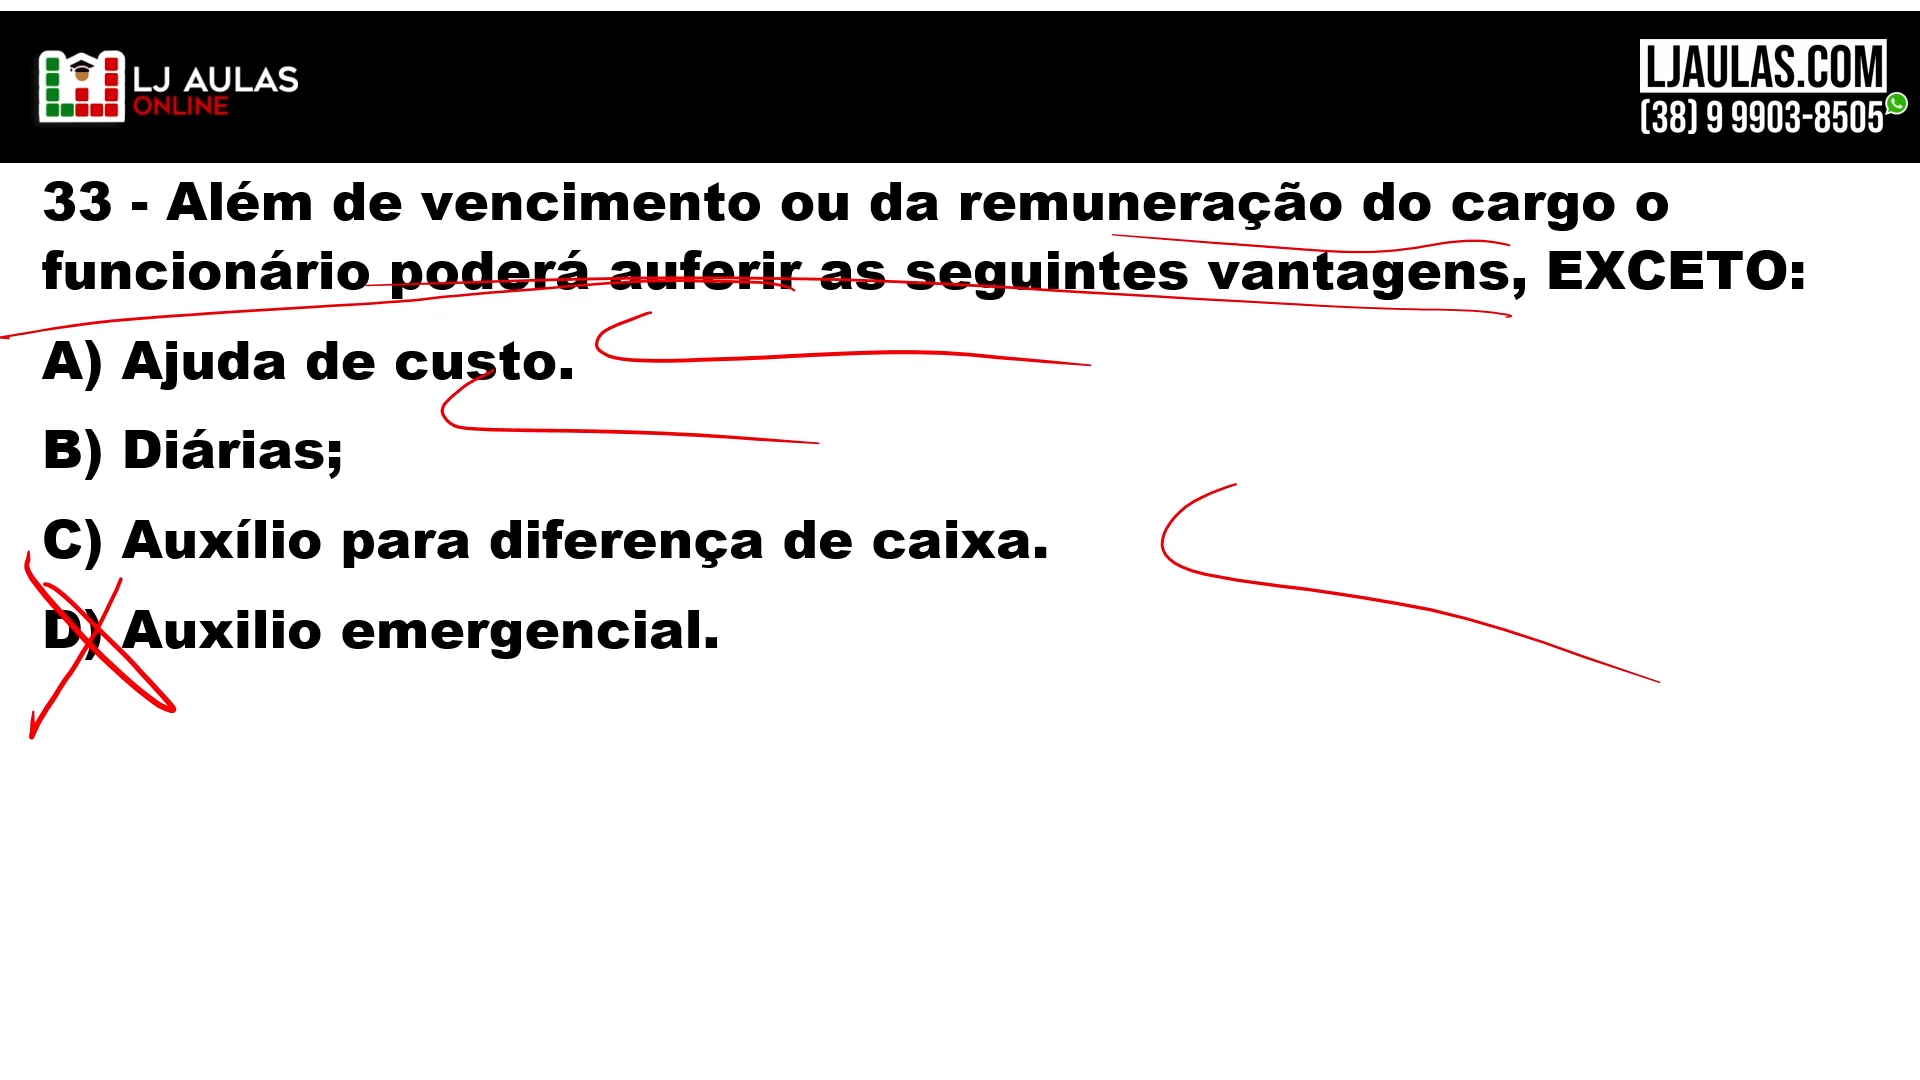 LJ AULAS
ONLINE
LJAULAS.COM
(38) 9 9903-8505
33 - Além de vencimento ou da remuneração do cargo o
funcionário poderá auferir as seguintes vantagens, EXCETO:
A) Ajuda de custo.
B) Diárias;
C) Auxílio para diferença de caixa.
D) Auxilio emergencial.